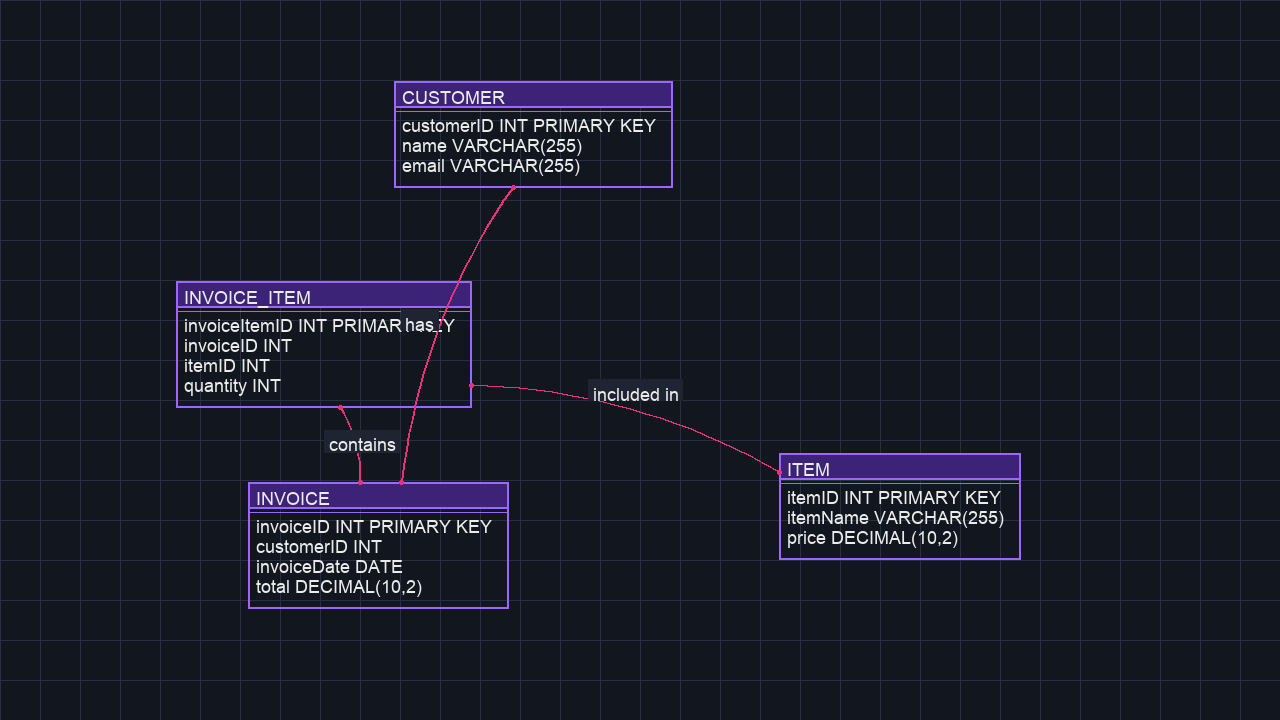 CUSTOMER
customerID INT PRIMARY KEY
name VARCHAR(255)
email VARCHAR(255)
INVOICE_ITEM
invoiceItemID INT
has
invoiceID INT
itemID INT
quantity INT
included in
contains
ITEM
itemID INT PRIMARY KEY
itemName VARCHAR(255)
price DECIMAL(10,2)
INVOICE
invoiceID INT PRIMARY KEY
customerID INT
invoiceDate DATE
total DECIMAL(10,2)